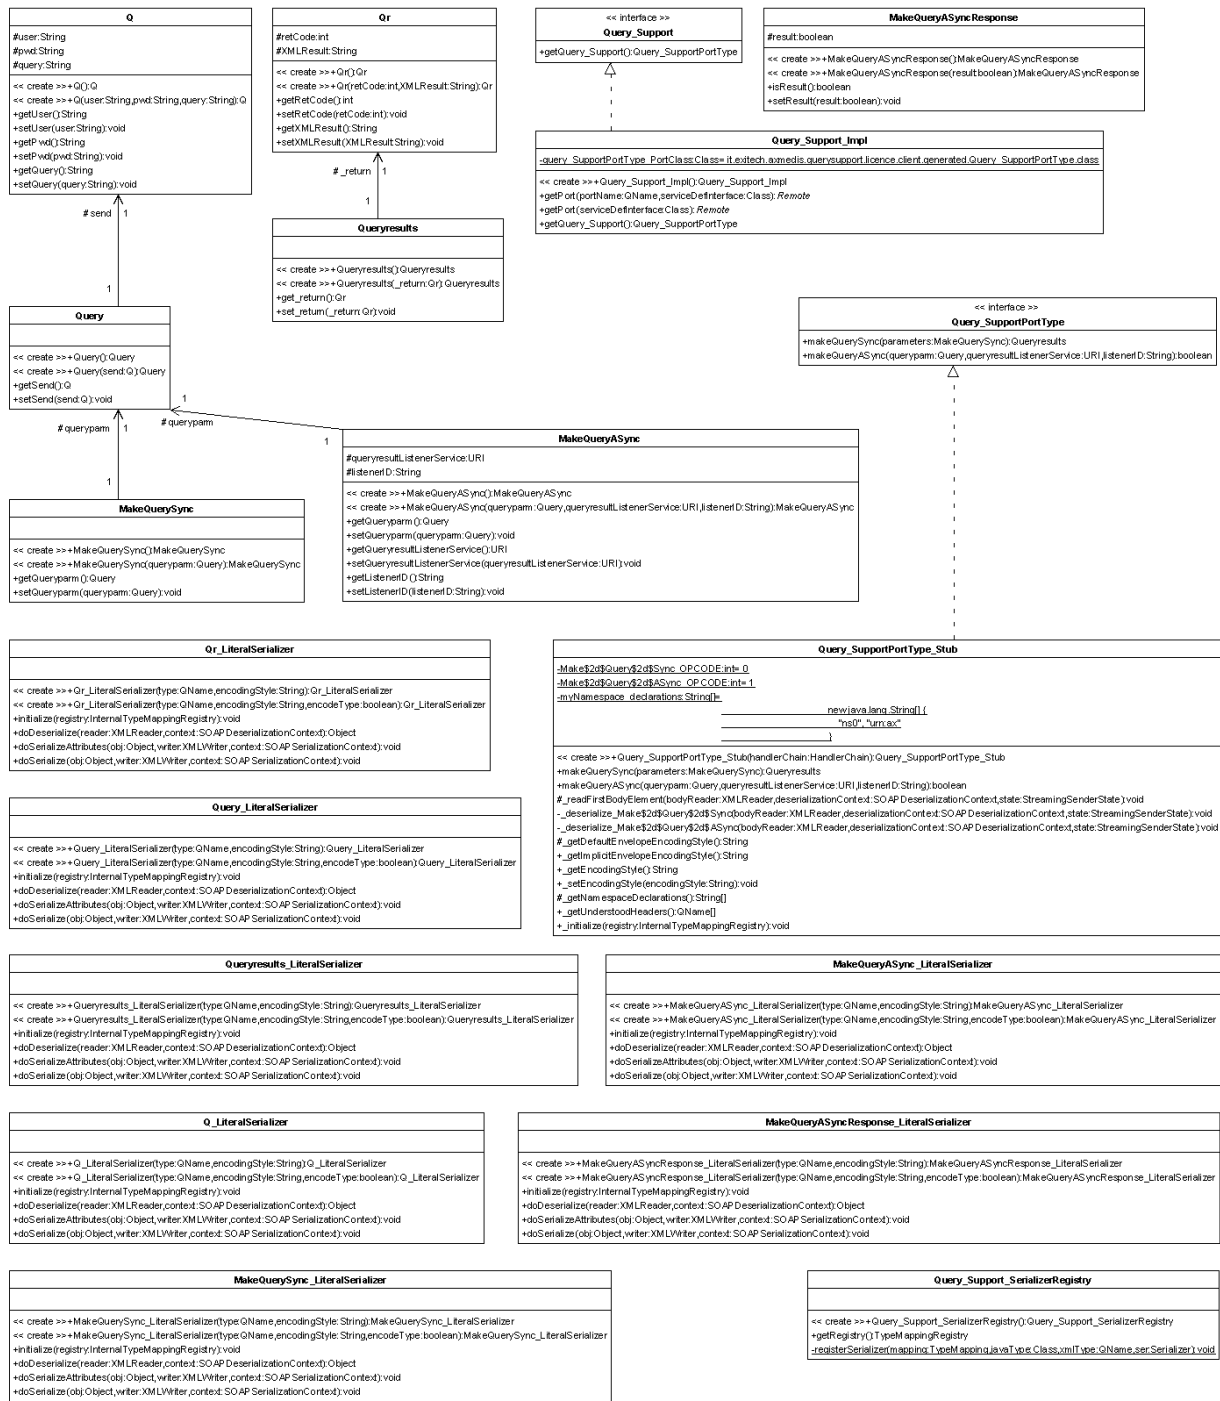 Q
#user:String
#pwd:String
#query:String
<< create >>+Q():Q
<< create >>+Q(user:String,pwd:String,query:String):Q
+getUser():String
+setUser(user:String):void
+getPwd():String
+setPwd(pwd:String):void
+getQuery():String
+setQuery(query:String):void
Qr
#retCode:int
#XMLResult:String
<< create >>+Qr():Qr
<< create >>+Qr(retCode:int,XMLResult:String):Qr
+getRetCode():int
+setRetCode(retCode:int):void
+getXMLResult():String
+setXMLResult(XMLResult:String):void
<< interface >>
Query_Support
+getQuery_Support():Query_SupportPortType
MakeQueryASyncResponse
#result:boolean
<< create >>+MakeQueryASyncResponse():MakeQueryASyncResponse
<< create >>+MakeQueryASyncResponse(result:boolean):MakeQueryASyncResponse
+isResult():boolean
+setResult(result:boolean):void
Query_Support_Impl
-query_SupportPortType_PortClass:Class= it.exitech.axmedis.querysupport.licence.client.generated.Query_SupportPortType.class
<< create >>+Query_Support_Impl():Query_Support_Impl
+getPort(portName:QName,serviceDefInterface:Class): Remote
+getPort(serviceDefInterface:Class): Remote
+getQuery_Support():Query_SupportPortType
# send
1
1
# _return
1
1
Queryresults
<< create >>+Queryresults():Queryresults
<< create >>+Queryresults(_return:Qr):Queryresults
+get_return():Qr
+set_return(_return:Qr):void
Query
<< create >>+Query():Query
<< create >>+Query(send:Q):Query
+getSend():Q
+setSend(send:Q):void
<< interface >>
Query_SupportPortType
+makeQuerySync(parameters:MakeQuerySync):Queryresults
+makeQueryASync(queryparm:Query,queryresultListenerService:URI,listenerID:String):boolean
# queryparm
1
1
# queryparm
1
1
MakeQueryASync
#queryresultListenerService:URI
#listenerID:String
<< create >>+MakeQueryASync():MakeQueryASync
<< create >>+MakeQueryASync(queryparm:Query,queryresultListenerService:URI,listenerID:String):MakeQueryASync
+getQueryparm():Query
+setQueryparm(queryparm:Query):void
+getQueryresultListenerService():URI
+setQueryresultListenerService(queryresultListenerService:URI):void
+getListenerID():String
+setListenerID(listenerID:String):void
MakeQuerySync
<< create >>+MakeQuerySync():MakeQuerySync
<< create >>+MakeQuerySync(queryparm:Query):MakeQuerySync
+getQueryparm():Query
+setQueryparm(queryparm:Query):void
Qr_LiteralSerializer
<< create >>+Qr_LiteralSerializer(type:QName,encodingStyle:String):Qr_LiteralSerializer
<< create >>+Qr_LiteralSerializer(type:QName,encodingStyle:String,encodeType:boolean):Qr_LiteralSerializer
+initialize(registry:InternalTypeMappingRegistry):void
+doDeserialize(reader:XMLReader,context:SOAPDeserializationContext):Object
+doSerializeAttributes(obj:Object,writer:XMLWriter,context:SOAPSerializationContext):void
+doSerialize(obj:Object,writer:XMLWriter,context:SOAPSerializationContext):void
Query_SupportPortType_Stub
-Make$2d$Query$2d$Sync_OPCODE:int= 0
-Make$2d$Query$2d$ASync_OPCODE:int= 1
-myNamespace_declarations:String[]=
new java.lang.String[] {
"ns0", "urn:ax"
}
<< create >>+Query_SupportPortType_Stub(handlerChain:HandlerChain):Query_SupportPortType_Stub
+makeQuerySync(parameters:MakeQuerySync):Queryresults
+makeQueryASync(queryparm:Query,queryresultListenerService:URI,listenerID:String):boolean
#_readFirstBodyElement(bodyReader:XMLReader,deserializationContext:SOAPDeserializationContext,state:StreamingSenderState):void
-_deserialize_Make$2d$Query$2d$Sync(bodyReader:XMLReader,deserializationContext:SOAPDeserializationContext,state:StreamingSenderState):void
-_deserialize_Make$2d$Query$2d$ASync(bodyReader:XMLReader,deserializationContext:SOAPDeserializationContext,state:StreamingSenderState):void
#_getDefaultEnvelopeEncodingStyle():String
+_getImplicitEnvelopeEncodingStyle():String
+_getEncodingStyle():String
+_setEncodingStyle(encodingStyle:String):void
#_getNamespaceDeclarations():String[]
+_getUnderstoodHeaders():QName[]
+_initialize(registry:InternalTypeMappingRegistry):void
Query_LiteralSerializer
<< create >>+Query_LiteralSerializer(type:QName,encodingStyle:String):Query_LiteralSerializer
<< create >>+Query_LiteralSerializer(type:QName,encodingStyle:String,encodeType:boolean):Query_LiteralSerializer
+initialize(registry:InternalTypeMappingRegistry):void
+doDeserialize(reader:XMLReader,context:SOAPDeserializationContext):Object
+doSerializeAttributes(obj:Object,writer:XMLWriter,context:SOAPSerializationContext):void
+doSerialize(obj:Object,writer:XMLWriter,context:SOAPSerializationContext):void
Queryresults_LiteralSerializer
<< create >>+Queryresults_LiteralSerializer(type:QName,encodingStyle:String):Queryresults_LiteralSerializer
<< create >>+Queryresults_LiteralSerializer(type:QName,encodingStyle:String,encodeType:boolean):Queryresults_LiteralSerializer
+initialize(registry:InternalTypeMappingRegistry):void
+doDeserialize(reader:XMLReader,context:SOAPDeserializationContext):Object
+doSerializeAttributes(obj:Object,writer:XMLWriter,context:SOAPSerializationContext):void
+doSerialize(obj:Object,writer:XMLWriter,context:SOAPSerializationContext):void
MakeQueryASync_LiteralSerializer
<< create >>+MakeQueryASync_LiteralSerializer(type:QName,encodingStyle:String):MakeQueryASync_LiteralSerializer
<< create >>+MakeQueryASync_LiteralSerializer(type:QName,encodingStyle:String,encodeType:boolean):MakeQueryASync_LiteralSerializer
+initialize(registry:InternalTypeMappingRegistry):void
+doDeserialize(reader:XMLReader,context:SOAPDeserializationContext):Object
+doSerializeAttributes(obj:Object,writer:XMLWriter,context:SOAPSerializationContext):void
+doSerialize(obj:Object,writer:XMLWriter,context:SOAPSerializationContext):void
Q_LiteralSerializer
<< create >>+Q_LiteralSerializer(type:QName,encodingStyle:String):Q_LiteralSerializer
<< create >>+Q_LiteralSerializer(type:QName,encodingStyle:String,encodeType:boolean):Q_LiteralSerializer
+initialize(registry:InternalTypeMappingRegistry):void
+doDeserialize(reader:XMLReader,context:SOAPDeserializationContext):Object
+doSerializeAttributes(obj:Object,writer:XMLWriter,context:SOAPSerializationContext):void
+doSerialize(obj:Object,writer:XMLWriter,context:SOAPSerializationContext):void
MakeQueryASyncResponse_LiteralSerializer
<< create >>+MakeQueryASyncResponse_LiteralSerializer(type:QName,encodingStyle:String):MakeQueryASyncResponse_LiteralSerializer
<< create >>+MakeQueryASyncResponse_LiteralSerializer(type:QName,encodingStyle:String,encodeType:boolean):MakeQueryASyncResponse_LiteralSerializer
+initialize(registry:InternalTypeMappingRegistry):void
+doDeserialize(reader:XMLReader,context:SOAPDeserializationContext):Object
+doSerializeAttributes(obj:Object,writer:XMLWriter,context:SOAPSerializationContext):void
+doSerialize(obj:Object,writer:XMLWriter,context:SOAPSerializationContext):void
MakeQuerySync_LiteralSerializer
<< create >>+MakeQuerySync_LiteralSerializer(type:QName,encodingStyle:String):MakeQuerySync_LiteralSerializer
<< create >>+MakeQuerySync_LiteralSerializer(type:QName,encodingStyle:String,encodeType:boolean):MakeQuerySync_LiteralSerializer
+initialize(registry:InternalTypeMappingRegistry):void
+doDeserialize(reader:XMLReader,context:SOAPDeserializationContext):Object
+doSerializeAttributes(obj:Object,writer:XMLWriter,context:SOAPSerializationContext):void
+doSerialize(obj:Object,writer:XMLWriter,context:SOAPSerializationContext):void
Query_Support_SerializerRegistry
<< create >>+Query_Support_SerializerRegistry():Query_Support_SerializerRegistry
+getRegistry():TypeMappingRegistry
-registerSerializer(mapping:TypeMapping,javaType:Class,xmlType:QName,ser:Serializer):void